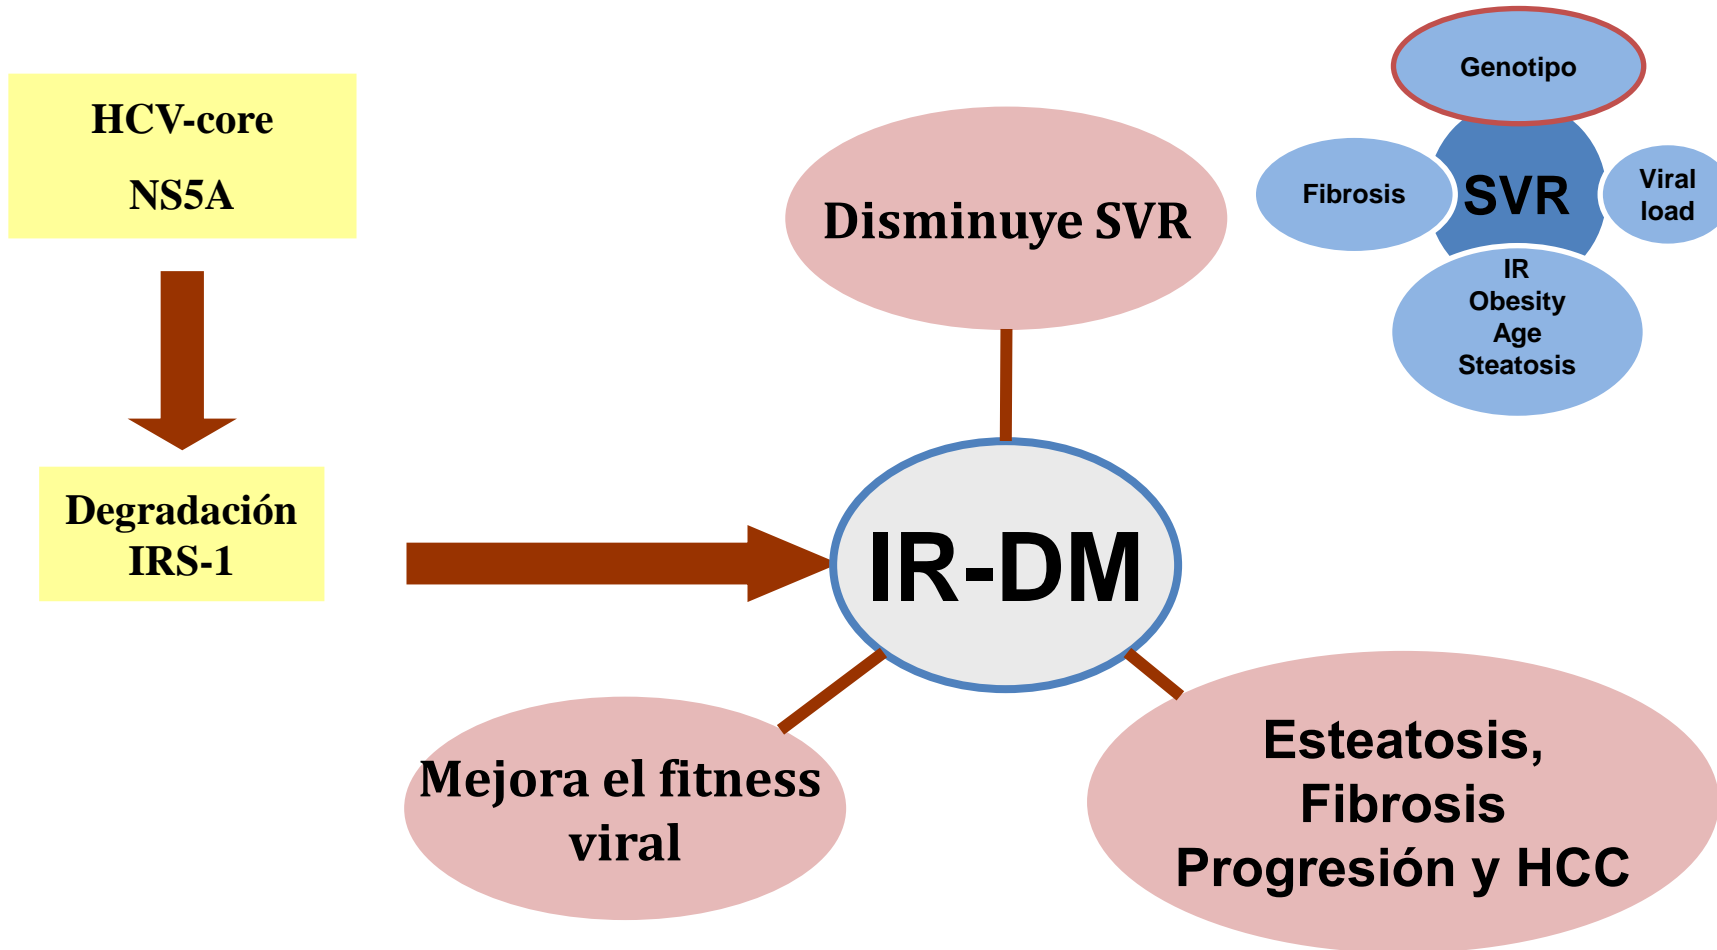 HCV-core
NS5A
Degradación
IRS-1
Disminuye SVR
IR-DM
Mejora el fitness
viral
Esteatosis,
Fibrosis
Progresión y HCC
Genotipo
Fibrosis
SVR
Viral
load
IR
Obesity
Age
Steatosis